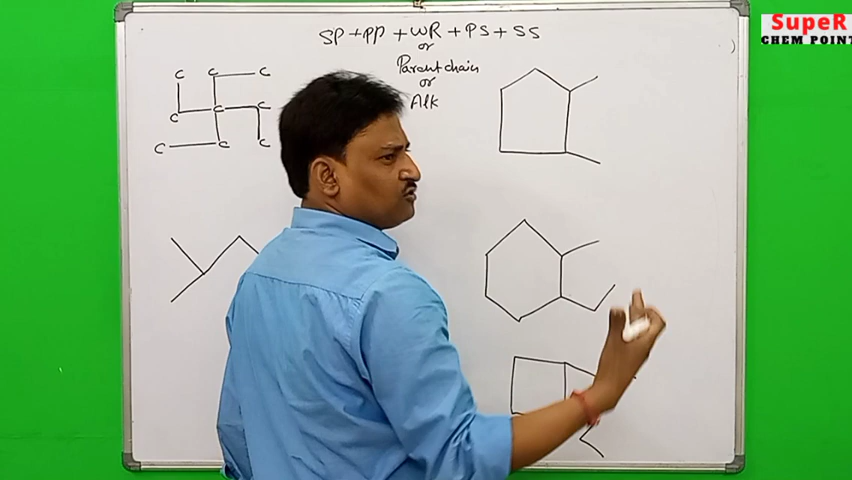 SP + PP + WR + PS + SS
or
Parent chain
or
Alk
C C C
C C C
C C C
SupeR
CHEM POINT